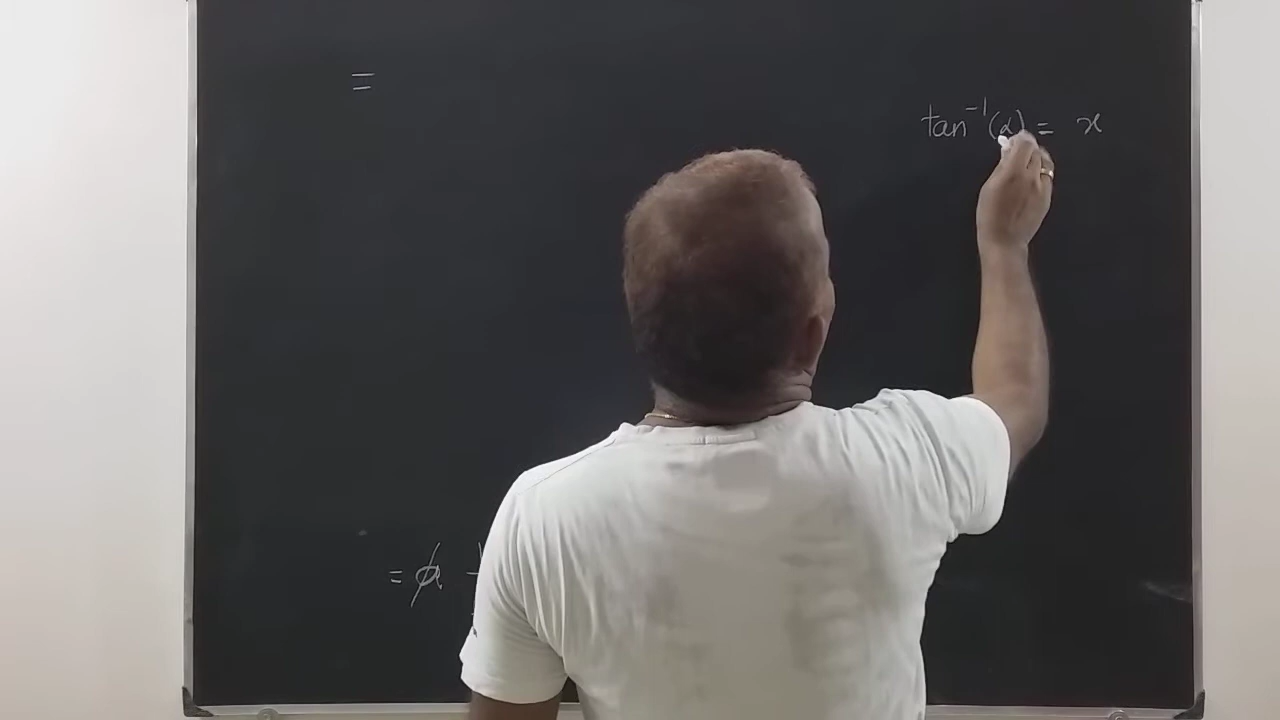 =
tan⁻¹(α) = x
=